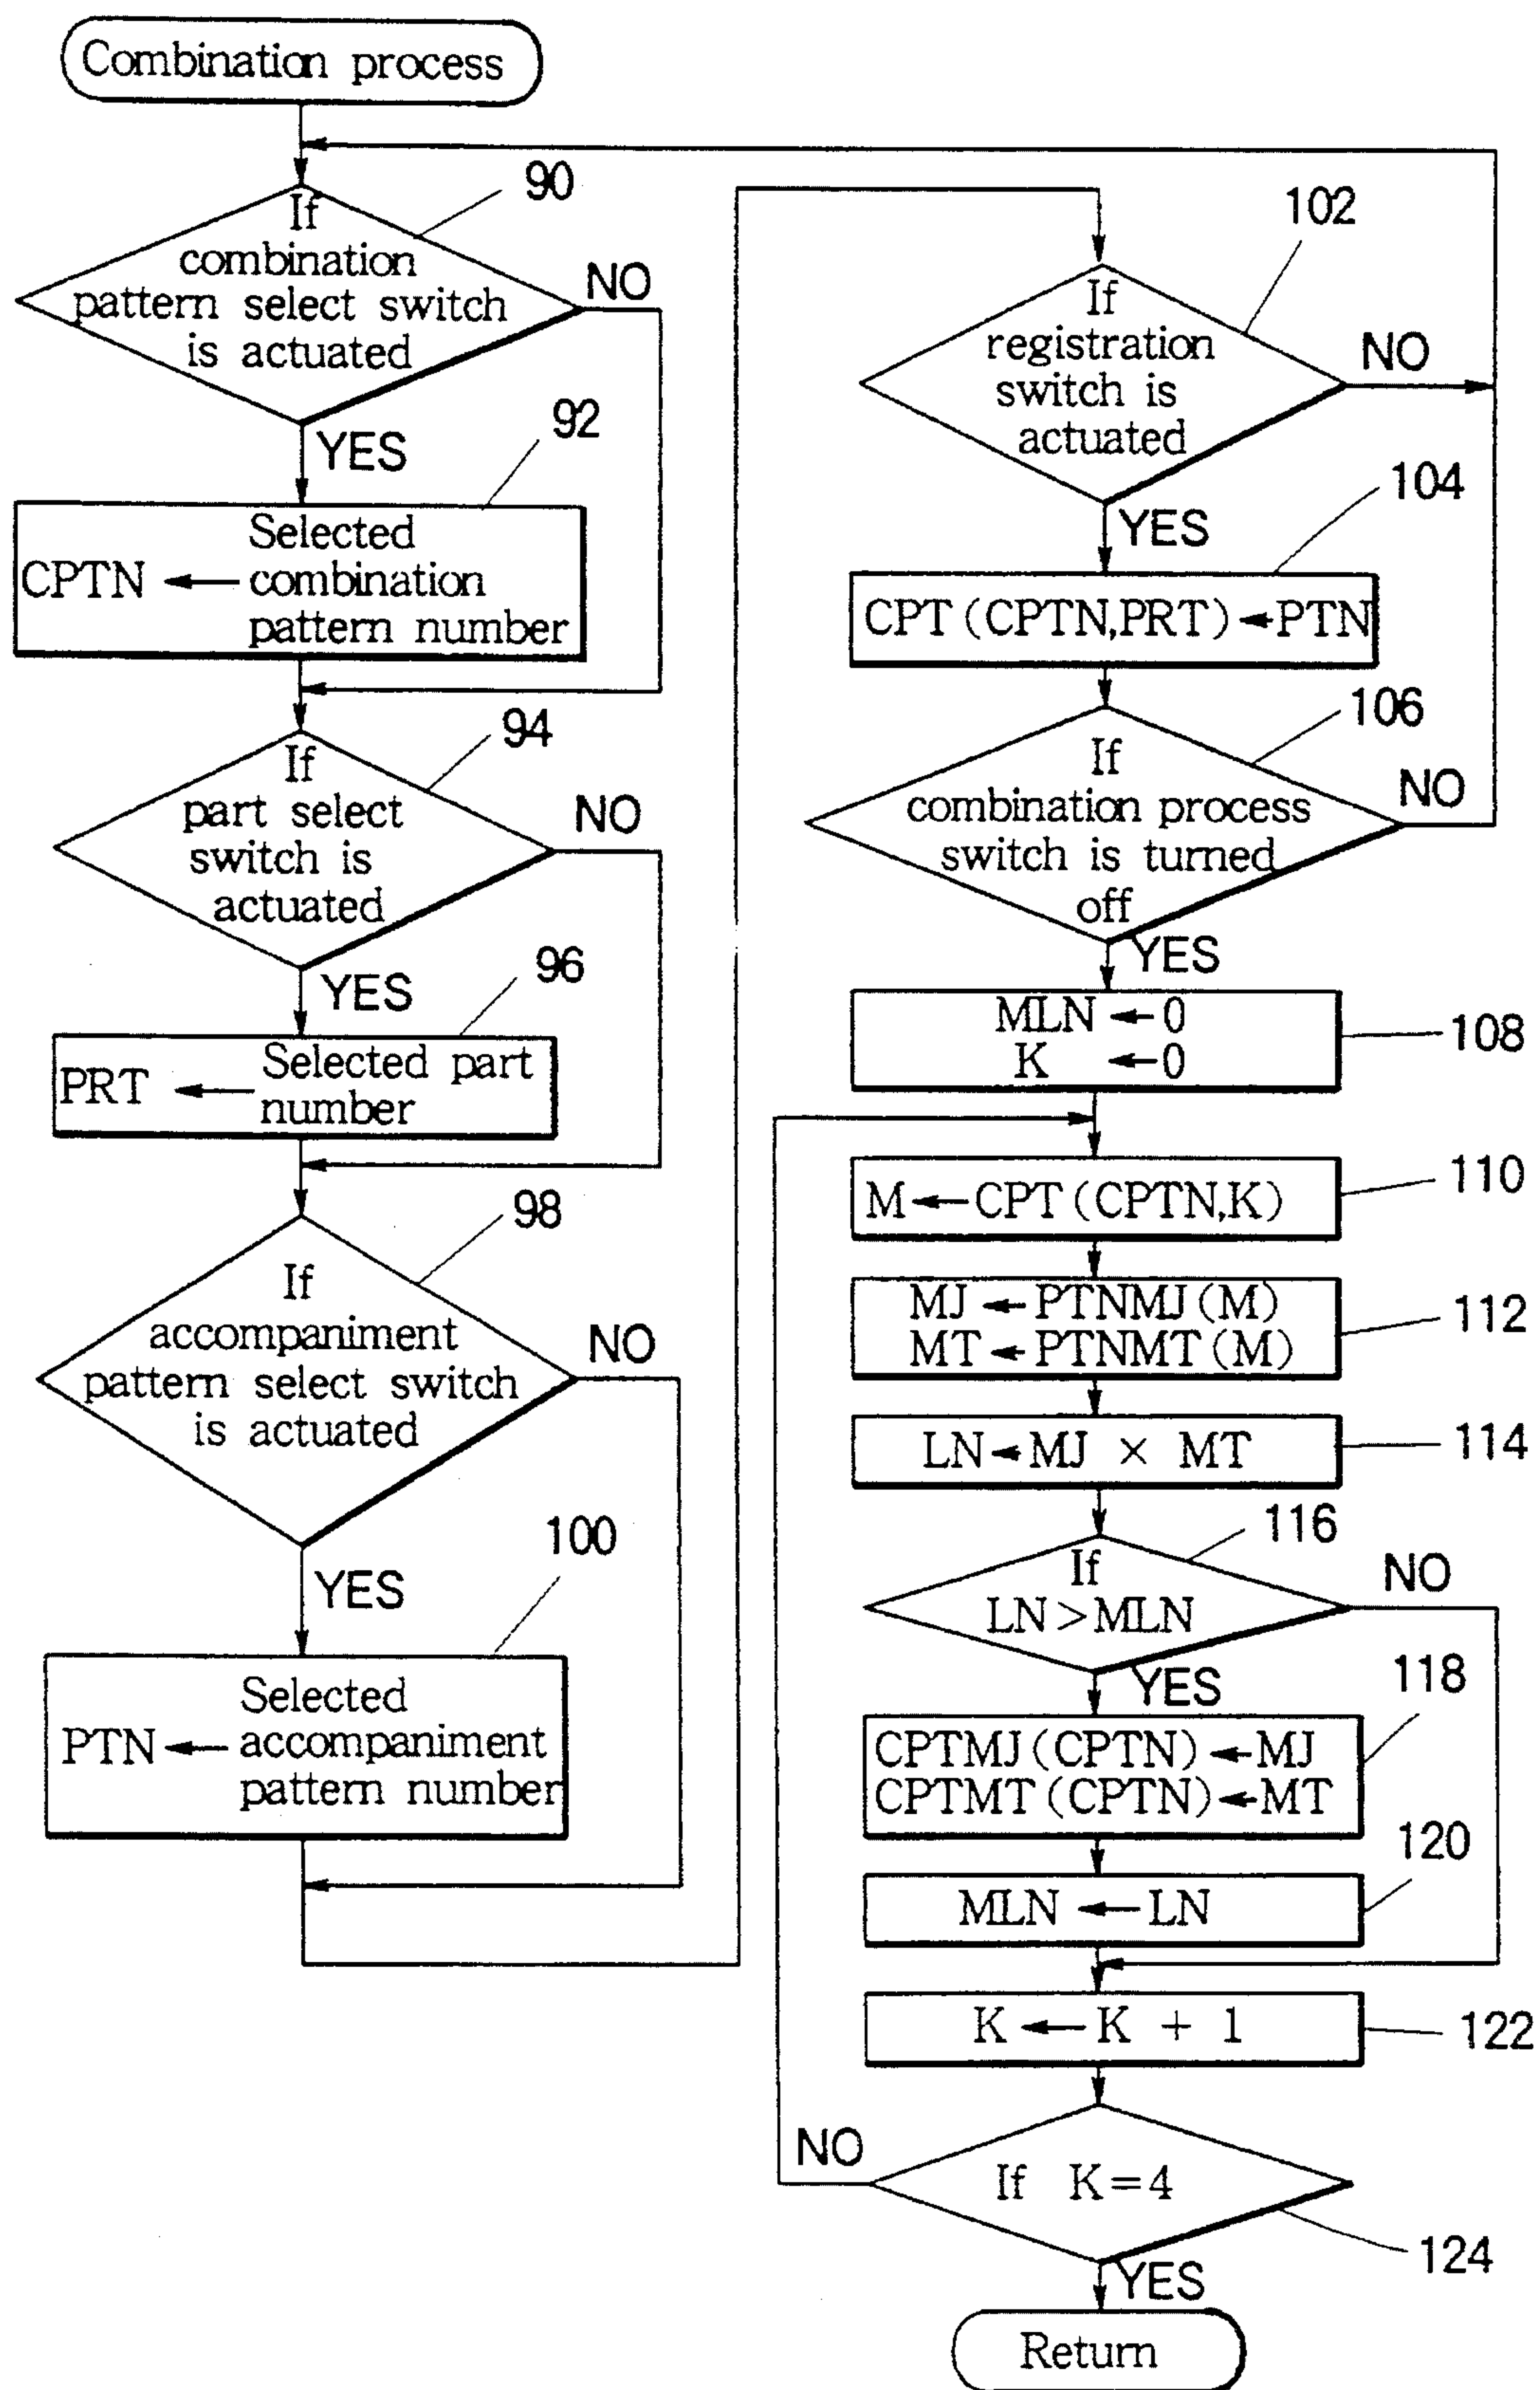 Combination process
90
If
combination
pattern select switch
is actuated
NO
YES
92
CPTN ← Selected
combination
pattern number
94
If
part select
switch is
actuated
NO
YES
96
PRT ← Selected part
number
98
If
accompaniment
pattern select switch
is actuated
NO
YES
100
PTN ← Selected
accompaniment
pattern number
102
If
registration
switch is
actuated
NO
YES
104
CPT (CPTN,PRT) ← PTN
106
If
combination process
switch is turned
off
NO
YES
MLN ← 0
K ← 0
108
M ← CPT (CPTN,K)
110
MJ ← PTNMJ (M)
MT ← PTNMT (M)
112
LN ← MJ × MT
114
116
If
LN > MLN
NO
YES
118
CPTMJ (CPTN) ← MJ
CPTMT (CPTN) ← MT
120
MLN ← LN
K ← K + 1
122
NO
If K=4
124
YES
Return